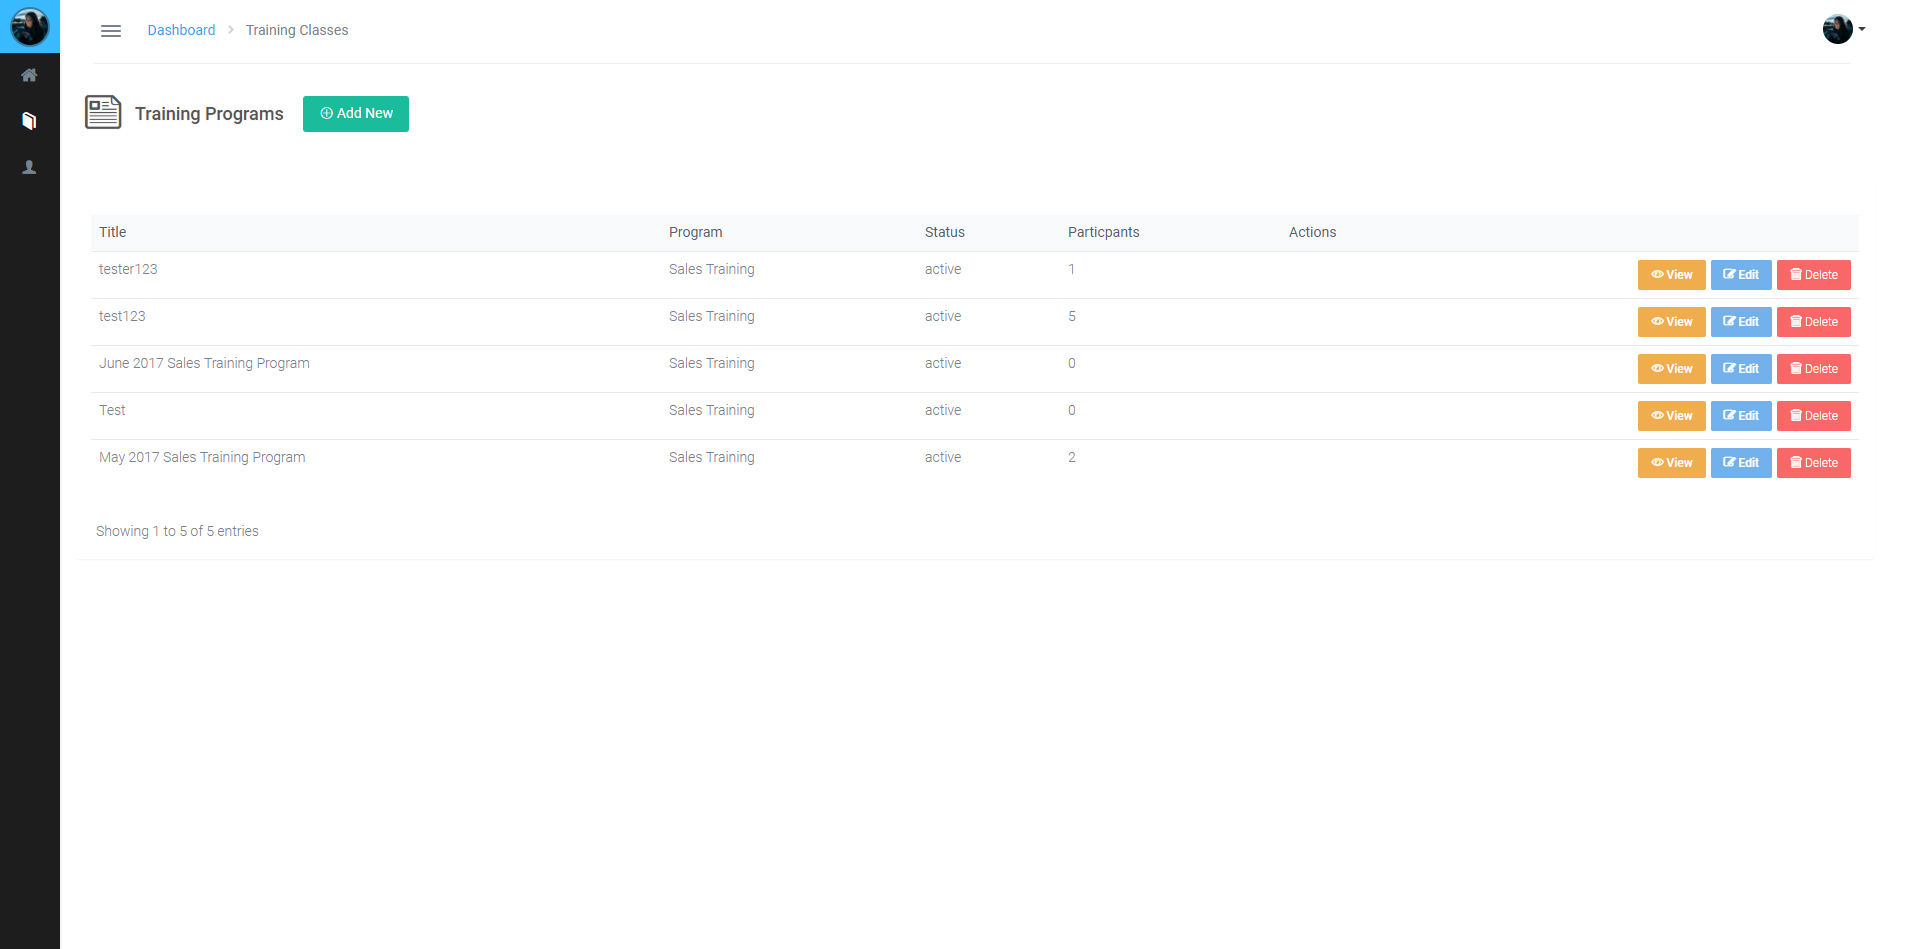 Dashboard > Training Classes
Training Programs Add New
Title Program Status Particpants Actions
tester123 Sales Training active 1 View Edit Delete
test123 Sales Training active 5 View Edit Delete
June 2017 Sales Training Program Sales Training active 0 View Edit Delete
Test Sales Training active 0 View Edit Delete
May 2017 Sales Training Program Sales Training active 2 View Edit Delete
Showing 1 to 5 of 5 entries